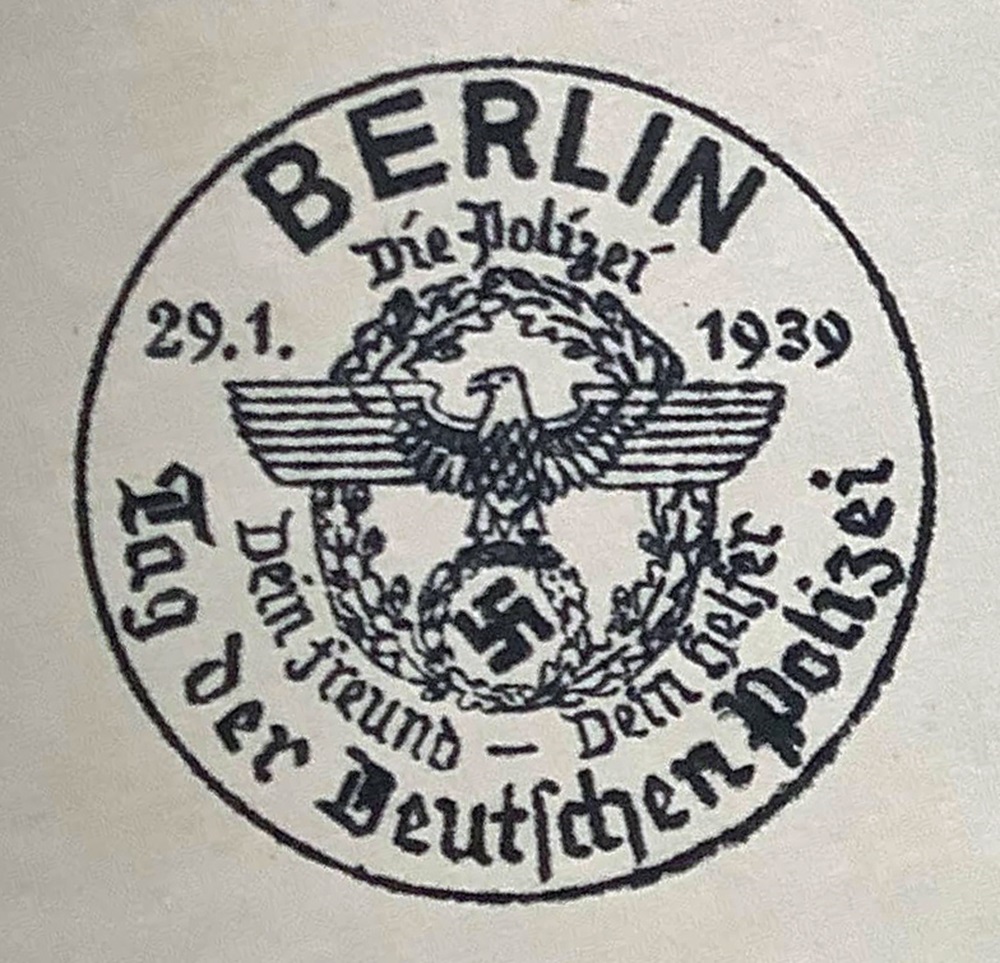 BERLIN
Die Polizei
29.1. 1939
Dein Freund – Dein Helfer
Tag der Deutschen Polizei